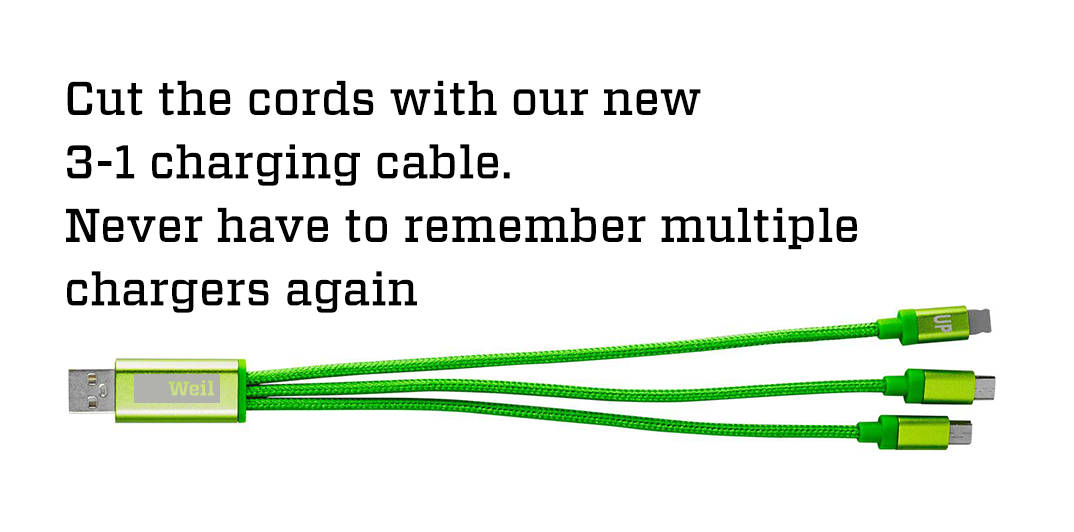 Cut the cords with our new
3-1 charging cable.
Never have to remember multiple
chargers again
UP
Weil